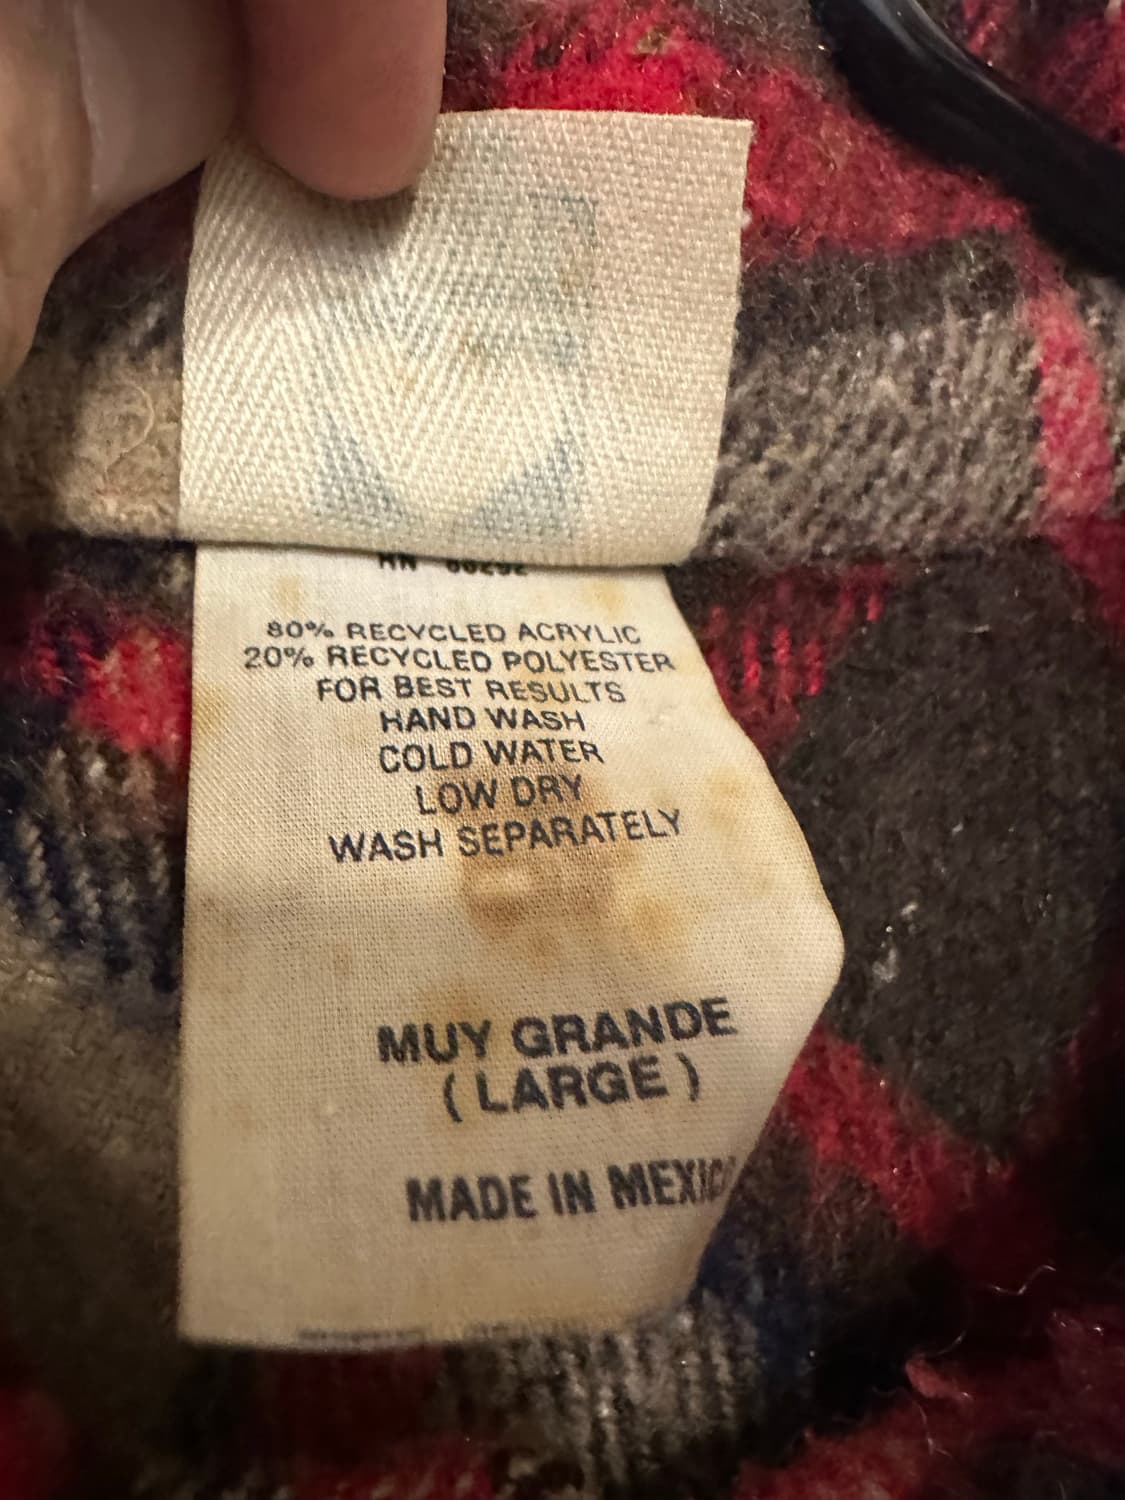 80% RECYCLED ACRYLIC
20% RECYCLED POLYESTER
FOR BEST RESULTS
HAND WASH
COLD WATER
LOW DRY
WASH SEPARATELY
MUY GRANDE
( LARGE )
MADE IN MEXICO